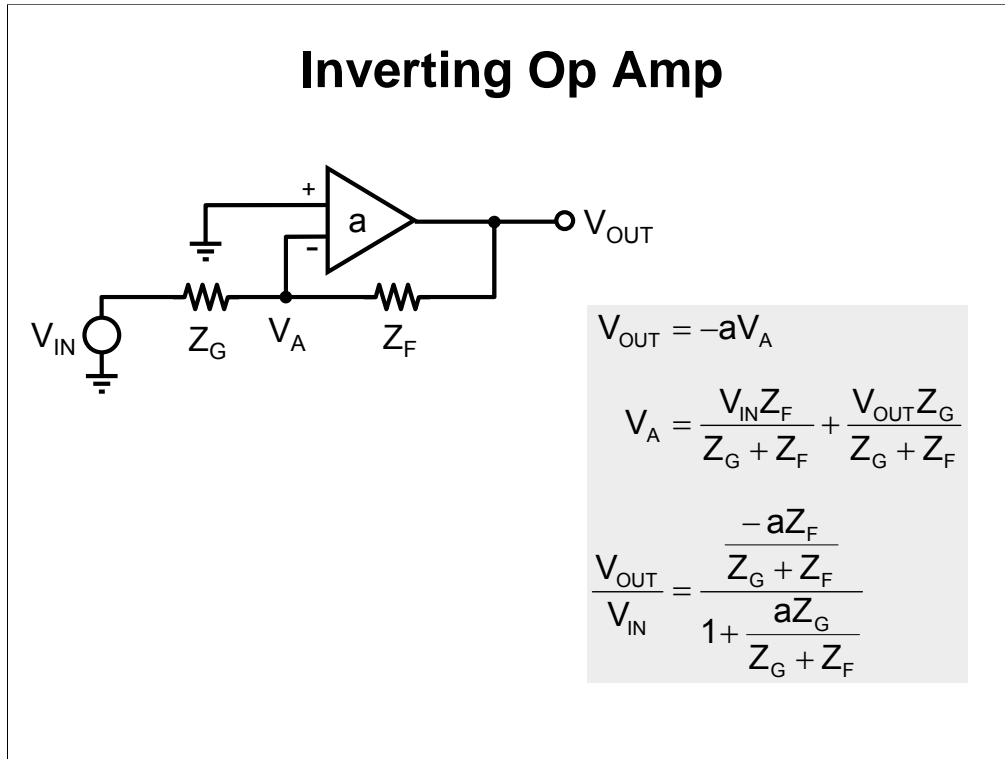 Inverting Op Amp
+
a
-
V_OUT
V_IN
Z_G
V_A
Z_F
V_OUT = −aV_A
V_A = V_IN Z_F / (Z_G + Z_F) + V_OUT Z_G / (Z_G + Z_F)
V_OUT / V_IN = (−aZ_F / (Z_G + Z_F)) / (1 + aZ_G / (Z_G + Z_F))